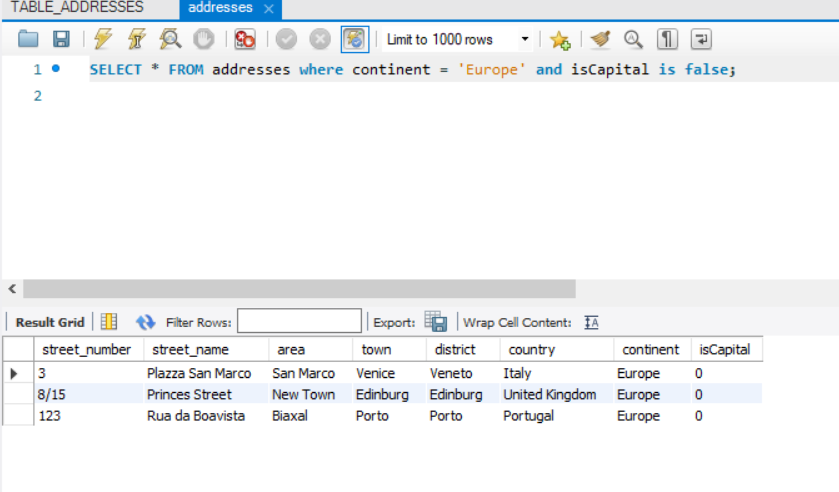 TABLE_ADDRESSES addresses
Limit to 1000 rows
1 SELECT * FROM addresses where continent = 'Europe' and isCapital is false;
2
Result Grid Filter Rows: Export: Wrap Cell Content:
street_number street_name area town district country continent isCapital
3 Plazza San Marco San Marco Venice Veneto Italy Europe 0
8/15 Princes Street New Town Edinburg Edinburg United Kingdom Europe 0
123 Rua da Boavista Biaxal Porto Porto Portugal Europe 0